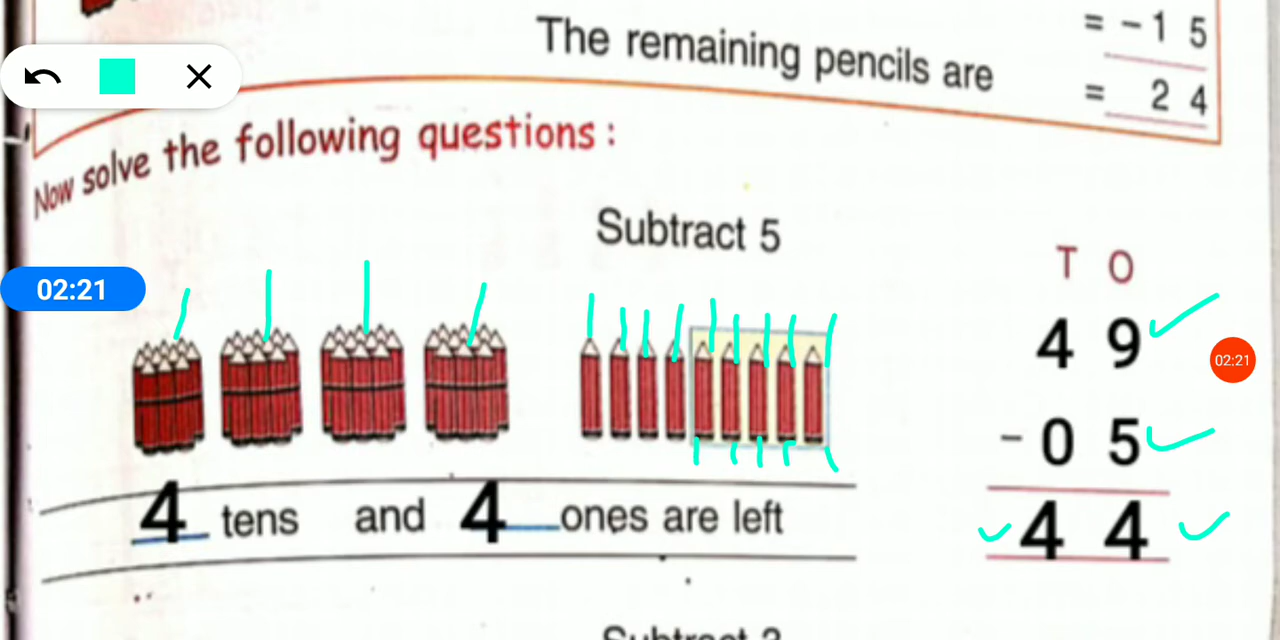 = - 1 5
The remaining pencils are = 2 4
Now solve the following questions :
Subtract 5
02:21
T O
4 9
02:21
- 0 5
4 tens and 4 ones are left
4 4